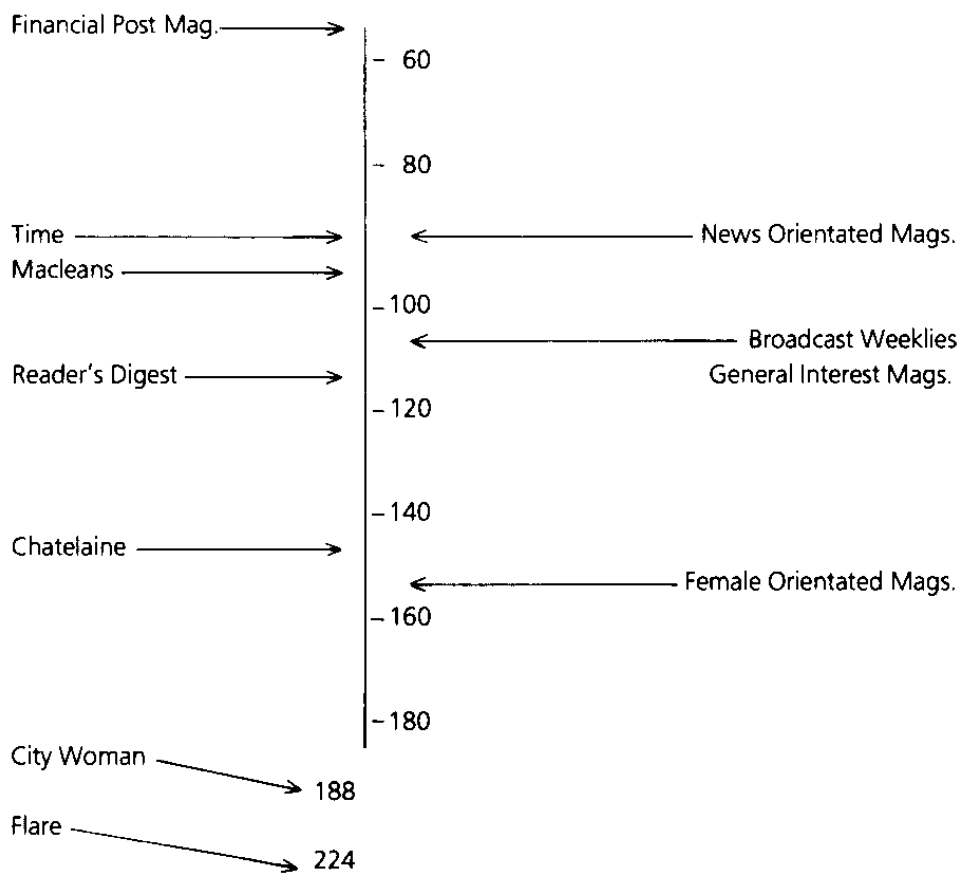 Financial Post Mag.
60
80
Time
News Orientated Mags.
Macleans
100
Broadcast Weeklies
Reader's Digest
General Interest Mags.
120
140
Chatelaine
Female Orientated Mags.
160
180
City Woman
188
Flare
224